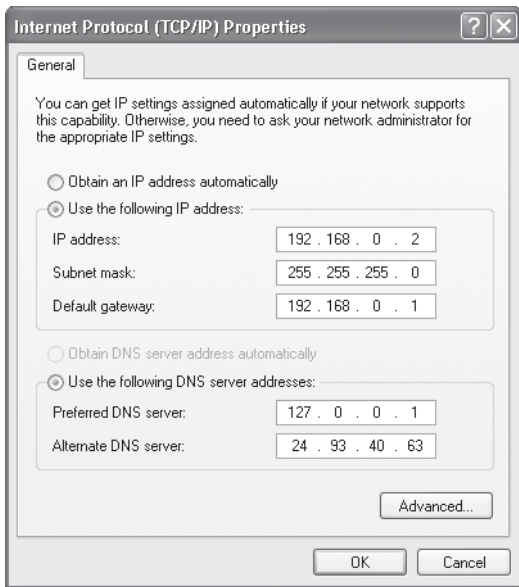 Internet Protocol (TCP/IP) Properties
General
You can get IP settings assigned automatically if your network supports
this capability. Otherwise, you need to ask your network administrator for
the appropriate IP settings.
Obtain an IP address automatically
Use the following IP address:
IP address: 192 . 168 . 0 . 2
Subnet mask: 255 . 255 . 255 . 0
Default gateway: 192 . 168 . 0 . 1
Obtain DNS server address automatically
Use the following DNS server addresses:
Preferred DNS server: 127 . 0 . 0 . 1
Alternate DNS server: 24 . 93 . 40 . 63
Advanced...
OK Cancel